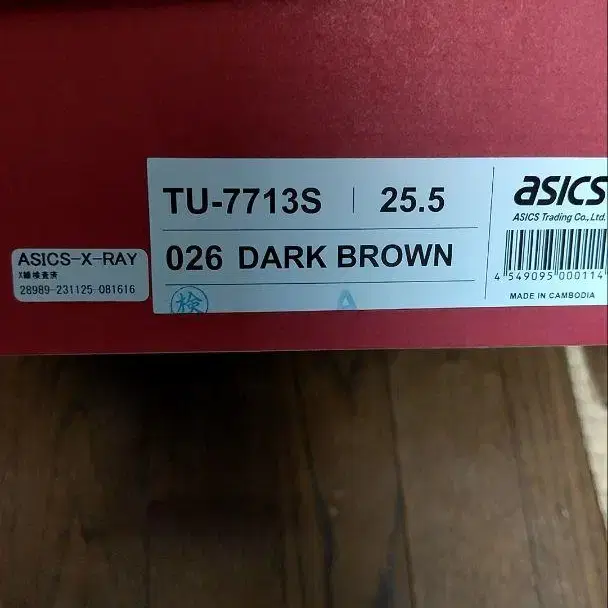 TU-7713S | 25.5
026 DARK BROWN
検
A
asics
ASICS Trading Co., Ltd.
4 549095 000114
MADE IN CAMBODIA
ASICS-X-RAY
X線検査済
28989-231125-081616